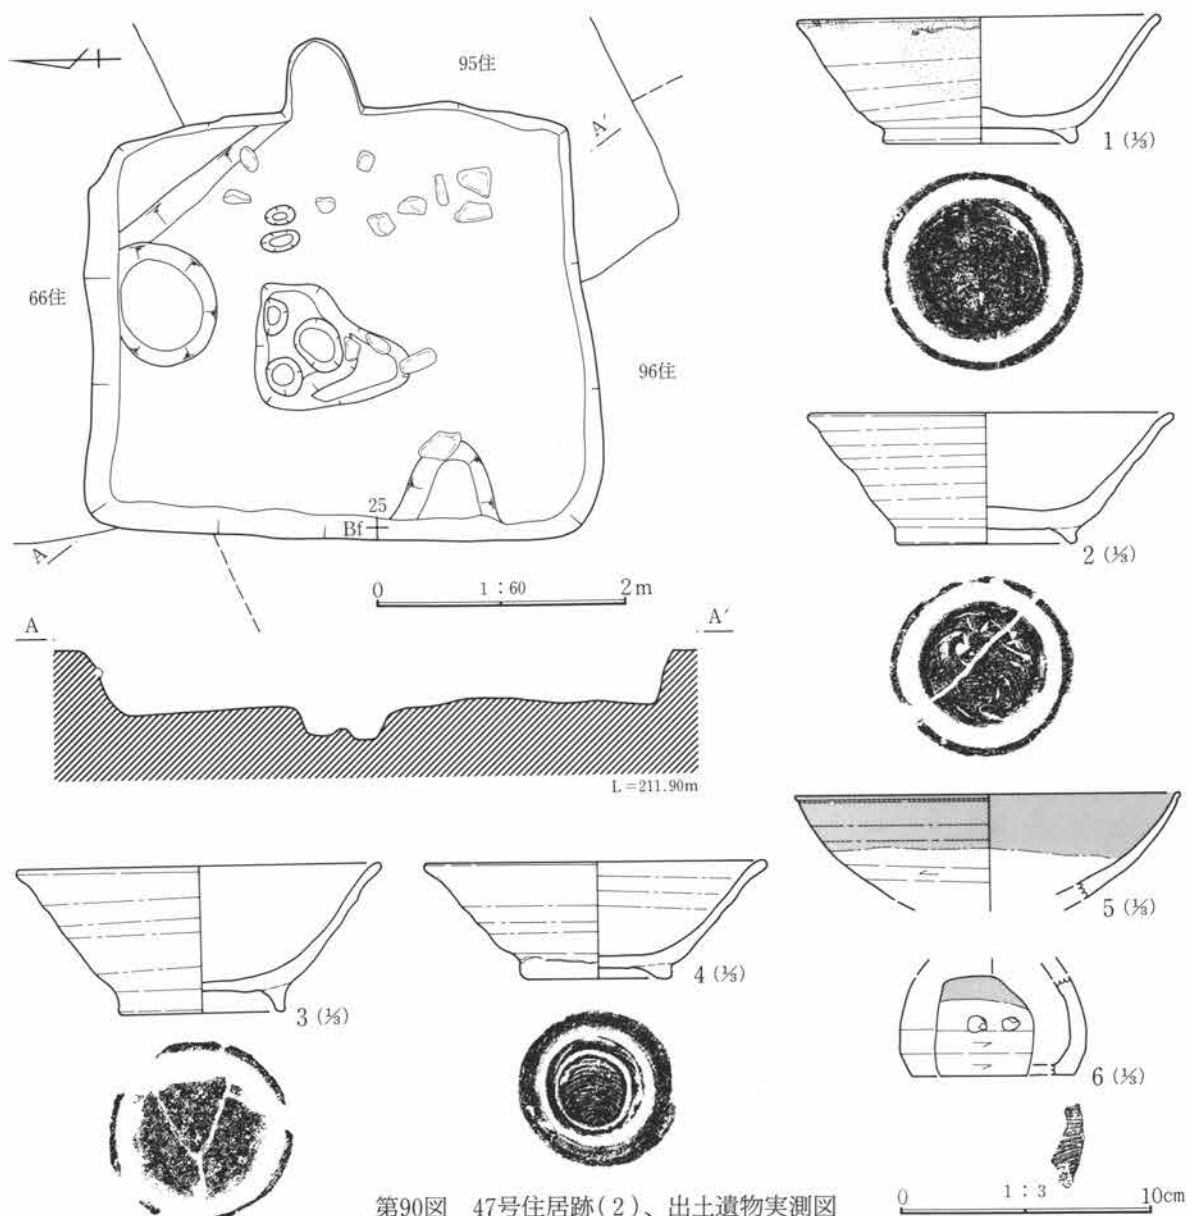 95住
A′
66住
96住
25
Bf
A
0 1：60 2m
A A′
L＝211.90m
1 (⅓)
2 (⅓)
3 (⅓)
4 (⅓)
5 (⅓)
6 (⅓)
0 1：3 10cm
第90図 47号住居跡(2)、出土遺物実測図